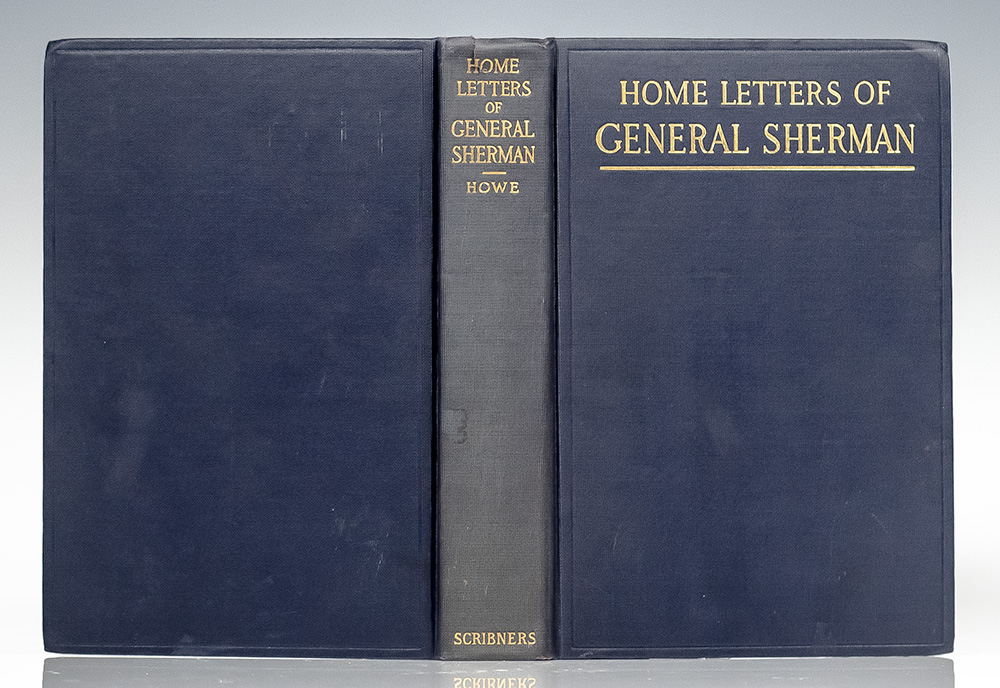 HOME
LETTERS
OF
GENERAL
SHERMAN
HOWE
SCRIBNERS
HOME LETTERS OF
GENERAL SHERMAN